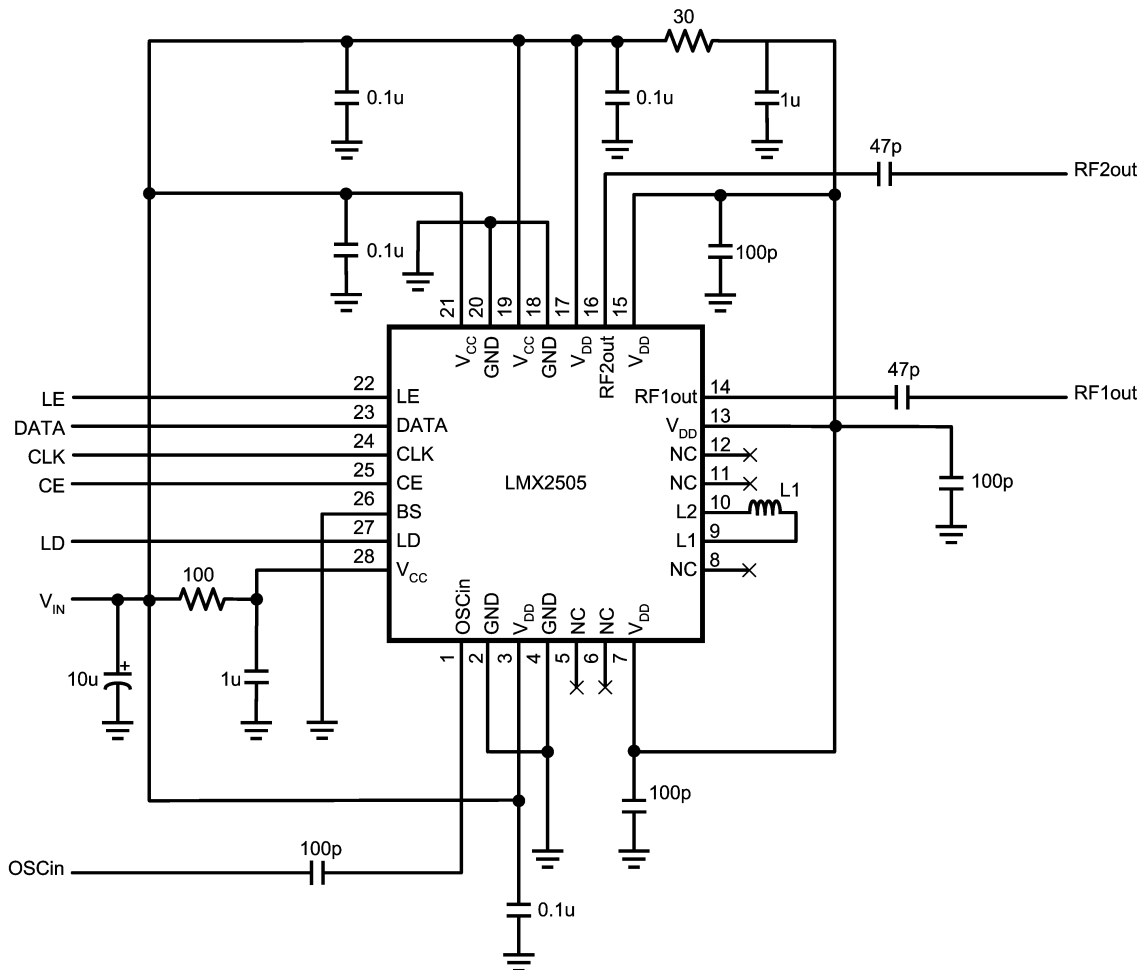 30
0.1u
0.1u
1u
47p
RF2out
0.1u
100p
21
20
19
18
17
16
15
VCC
GND
VCC
GND
VDD
RF2out
VDD
LE
22
LE
DATA
23
DATA
CLK
24
CLK
CE
25
CE
26
BS
LD
27
LD
28
VCC
LMX2505
RF1out
14
47p
RF1out
VDD
13
NC
12
NC
11
L2
10
L1
L1
9
NC
8
100p
VIN
100
10u
+
1u
OSCin
GND
VDD
GND
NC
NC
VDD
1
2
3
4
5
6
7
100p
OSCin
100p
0.1u